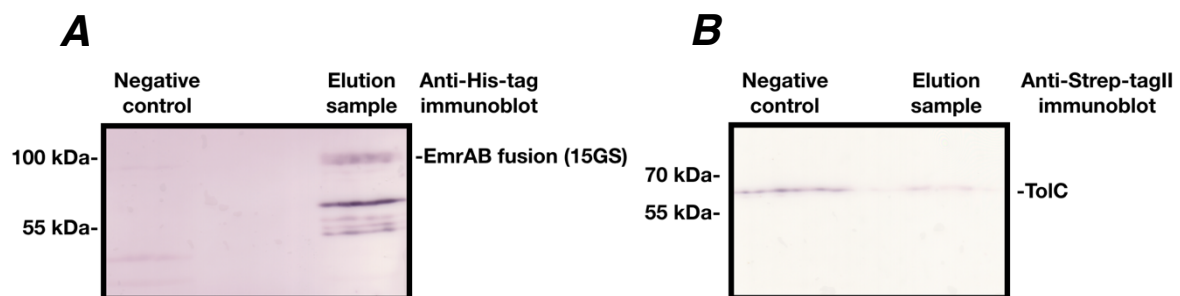 A
B
Negative
control
Elution
sample
Anti-His-tag
immunoblot
100 kDa-
-EmrAB fusion (15GS)
55 kDa-
Negative
control
Elution
sample
Anti-Strep-tagII
immunoblot
70 kDa-
55 kDa-
-TolC